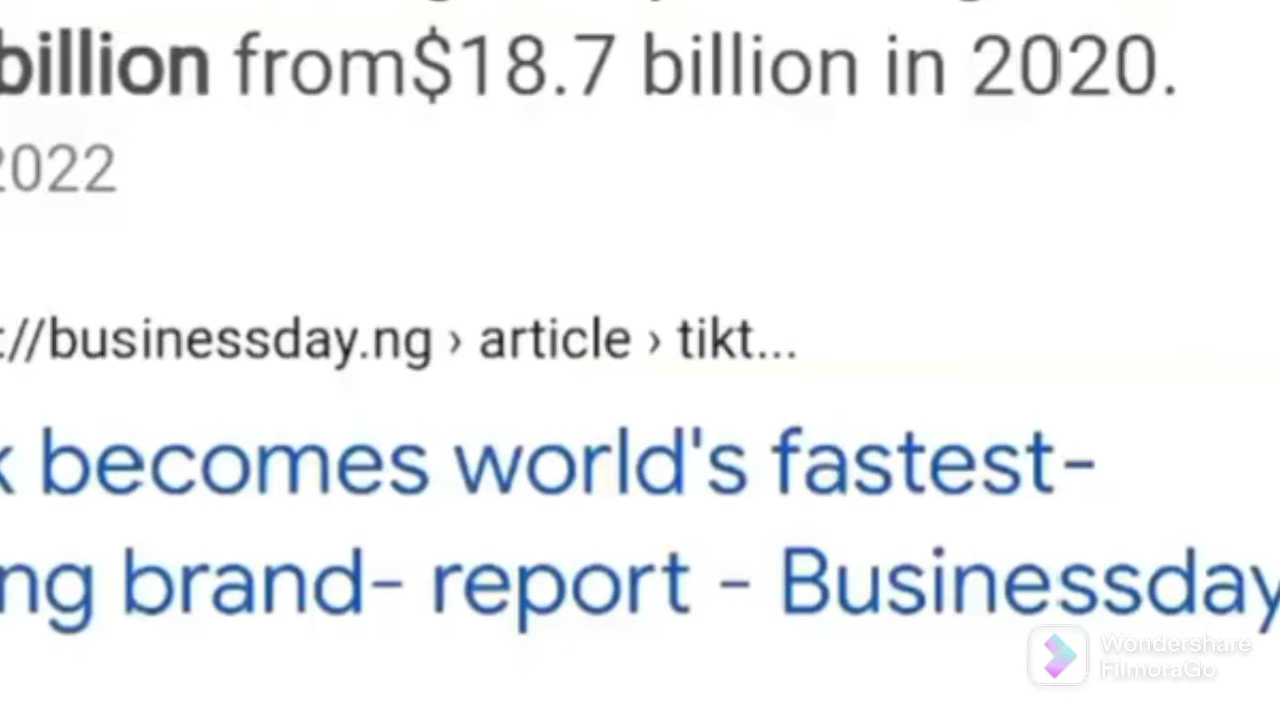 billion from$18.7 billion in 2020.
2022
://businessday.ng › article › tikt...
k becomes world's fastest-
ng brand- report - Businessday
Wondershare
FilmoraGo